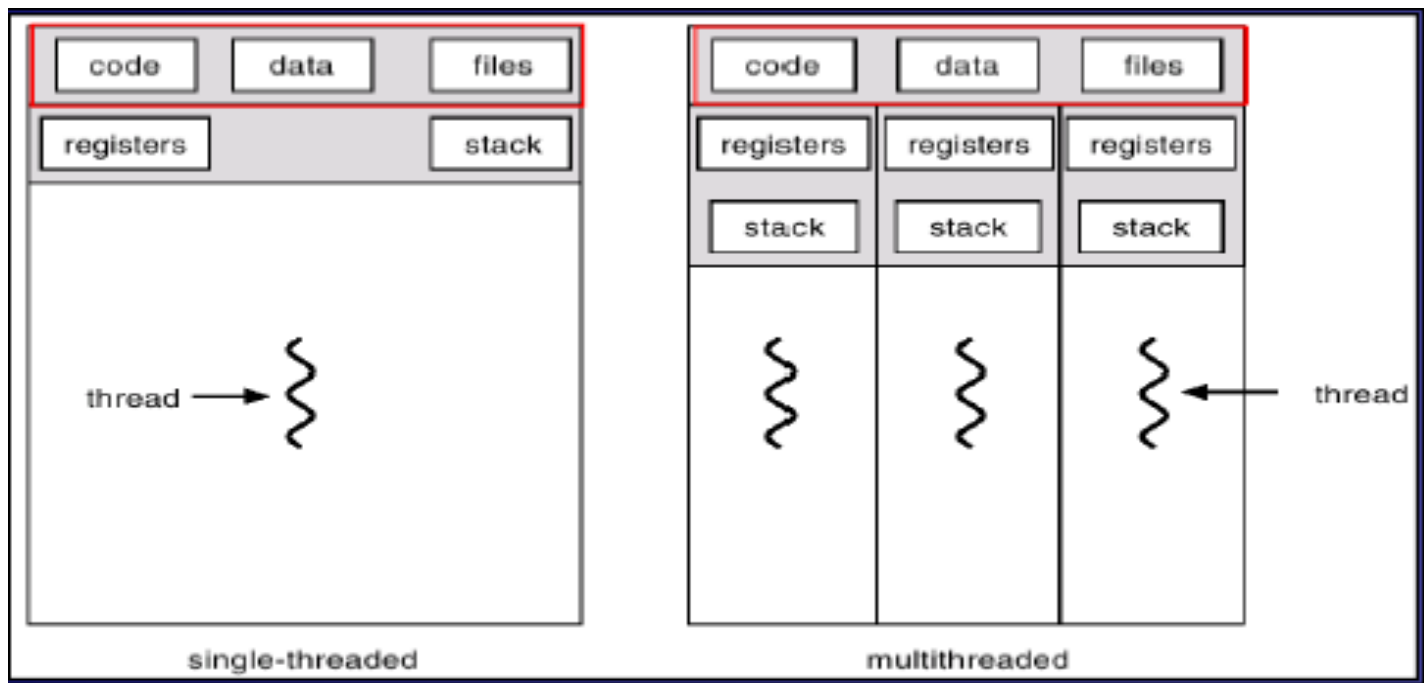 code data files
registers stack
thread
single-threaded
code data files
registers registers registers
stack stack stack
thread
multithreaded